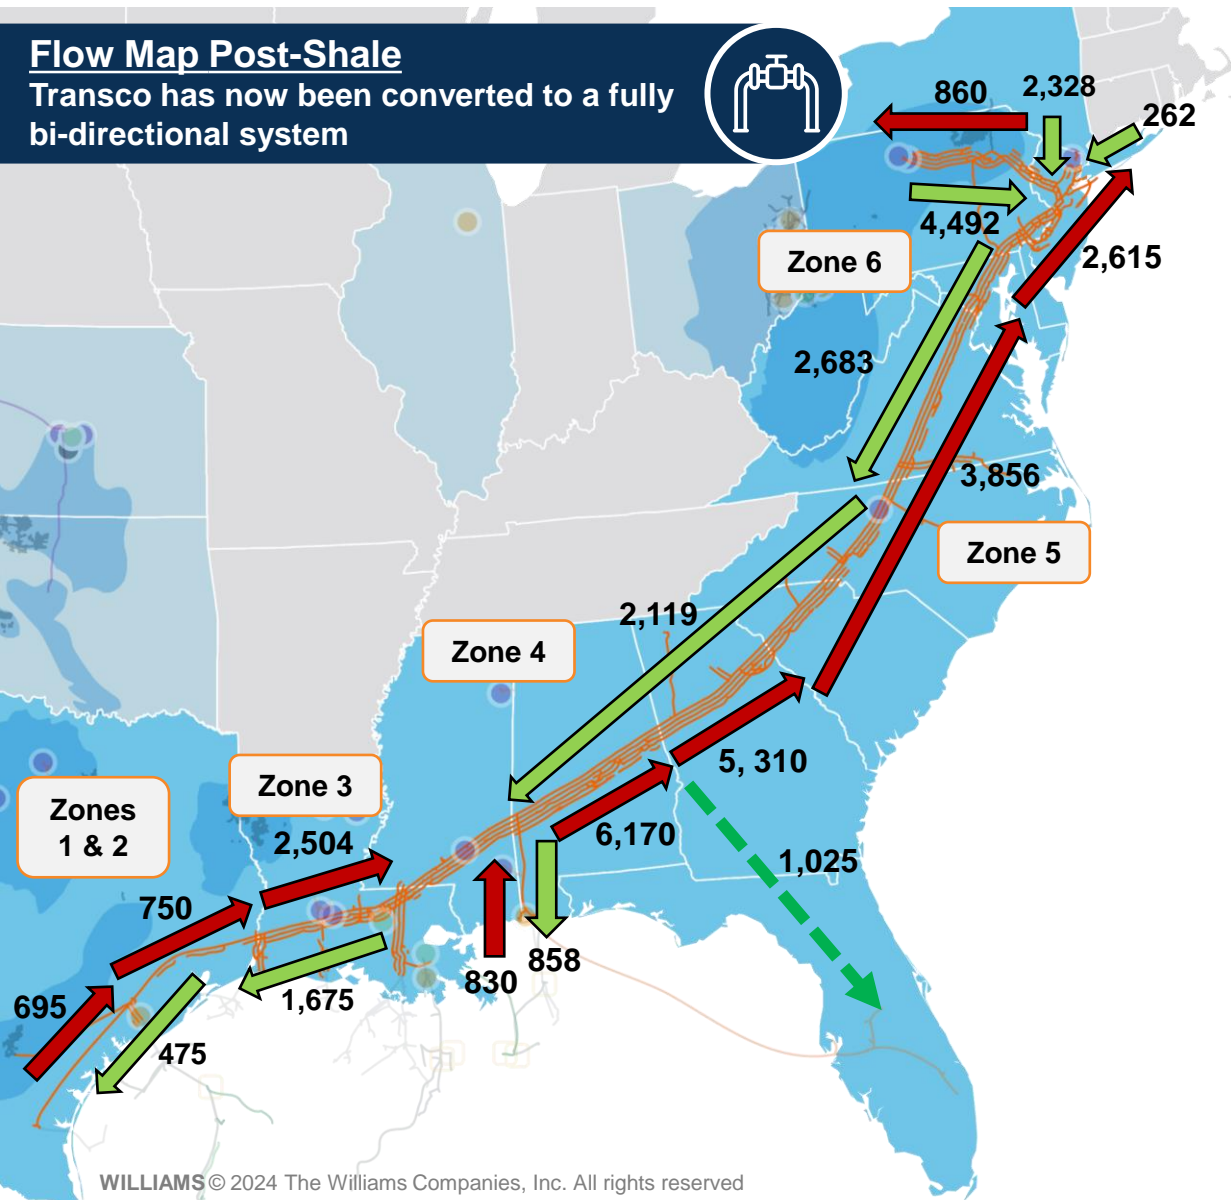 Flow Map Post-Shale
Transco has now been converted to a fully
bi-directional system
860
2,328
262
4,492
2,615
Zone 6
2,683
3,856
Zone 5
2,119
Zone 4
5, 310
Zone 3
Zones
1 & 2
2,504
6,170
1,025
750
858
830
695
1,675
475
WILLIAMS © 2024 The Williams Companies, Inc. All rights reserved